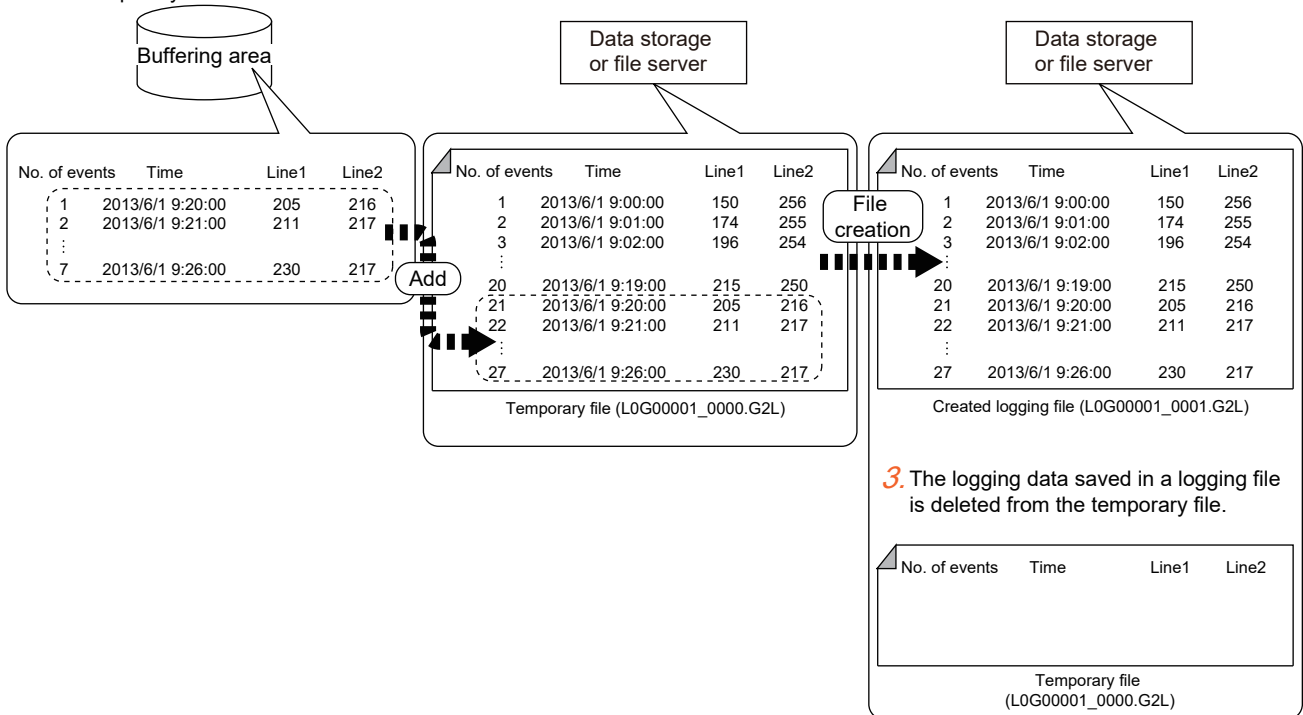 Buffering area
Data storage
or file server
Data storage
or file server
No. of events Time Line1 Line2
1 2013/6/1 9:20:00 205 216
2 2013/6/1 9:21:00 211 217
⋮
7 2013/6/1 9:26:00 230 217
Add
No. of events Time Line1 Line2
1 2013/6/1 9:00:00 150 256
2 2013/6/1 9:01:00 174 255
3 2013/6/1 9:02:00 196 254
⋮
20 2013/6/1 9:19:00 215 250
21 2013/6/1 9:20:00 205 216
22 2013/6/1 9:21:00 211 217
⋮
27 2013/6/1 9:26:00 230 217
Temporary file (L0G00001_0000.G2L)
File
creation
No. of events Time Line1 Line2
1 2013/6/1 9:00:00 150 256
2 2013/6/1 9:01:00 174 255
3 2013/6/1 9:02:00 196 254
⋮
20 2013/6/1 9:19:00 215 250
21 2013/6/1 9:20:00 205 216
22 2013/6/1 9:21:00 211 217
⋮
27 2013/6/1 9:26:00 230 217
Created logging file (L0G00001_0001.G2L)
3. The logging data saved in a logging file
is deleted from the temporary file.
No. of events Time Line1 Line2
Temporary file
(L0G00001_0000.G2L)